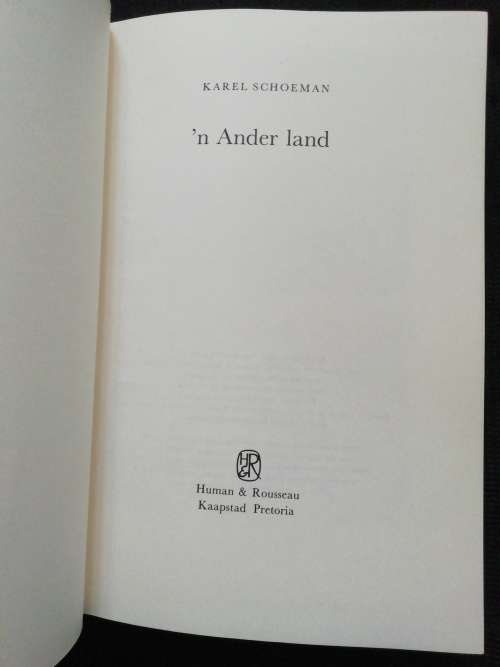 KAREL SCHOEMAN
'n Ander land
H&R
Human & Rousseau
Kaapstad Pretoria